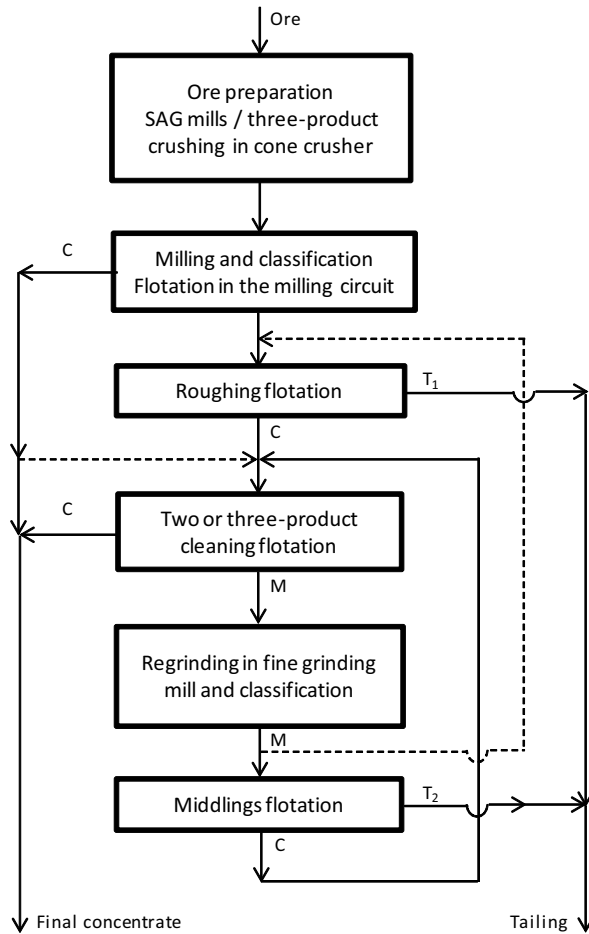 Ore
Ore preparation
SAG mills / three-product
crushing in cone crusher
C
Milling and classification
Flotation in the milling circuit
Roughing flotation
T₁
C
C
Two or three-product
cleaning flotation
M
Regrinding in fine grinding
mill and classification
M
Middlings flotation
T₂
C
Final concentrate
Tailing